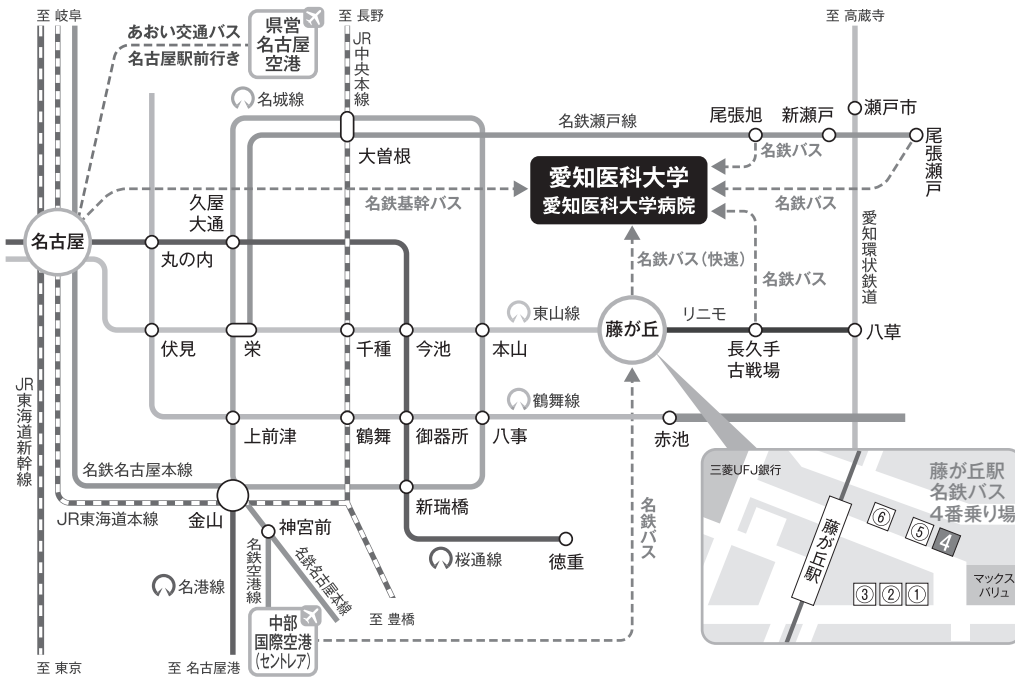 至 岐阜
至 長野
至 高蔵寺
あおい交通バス
名古屋駅前行き
県営
名古屋
空港
JR中央本線
名城線
名鉄瀬戸線
尾張旭
新瀬戸
瀬戸市
大曽根
名鉄バス
尾張瀬戸
愛知医科大学
愛知医科大学病院
名鉄基幹バス
名鉄バス
久屋
大通
名古屋
丸の内
名鉄バス(快速)
名鉄バス
愛知環状鉄道
東山線
藤が丘
リニモ
伏見
栄
千種
今池
本山
長久手
古戦場
八草
JR東海道新幹線
鶴舞線
上前津
鶴舞
御器所
八事
赤池
名鉄名古屋本線
三菱UFJ銀行
藤が丘駅
名鉄バス
4番乗り場
JR東海道本線
金山
神宮前
新瑞橋
名鉄バス
藤が丘駅
⑥
⑤
4
名港線
名鉄空港線
名鉄名古屋本線
桜通線
徳重
マックス
バリュ
③
②
①
至 豊橋
中部
国際空港
(セントレア)
至 東京
至 名古屋港